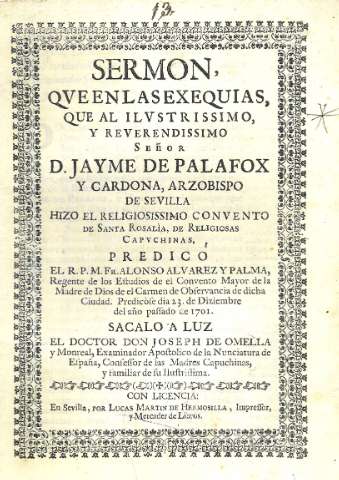 13.
SERMON,
QVE EN LAS EXEQUIAS,
QUE AL ILVSTRISSIMO,
Y REVERENDISSIMO
SEñOR
D. JAYME DE PALAFOX
Y CARDONA, ARZOBISPO
DE SEVILLA
HIZO EL RELIGIOSISSIMO CONVENTO
DE SANTA ROSALIA, DE RELIGIOSAS
CAPVCHINAS,
PREDICO
EL R. P. M. FR. ALONSO ALVAREZ Y PALMA,
Regente de los Estudios de el Convento Mayor de la
Madre de Dios de el Carmen de Observancia de dicha
Ciudad. Predicòse dia 23. de Diziembre
del año passado de 1701.
SACALO A LUZ
EL DOCTOR DON JOSEPH DE OMELLA
y Monreal, Examinador Apostolico de la Nunciatura de
España, Confessor de las Madres Capuchinas,
y familiar de su Ilustrissima.
CON LICENCIA:
En Sevilla, por LUCAS MARTIN DE HERMOSILLA, Impressor,
y Mercader de Libros.